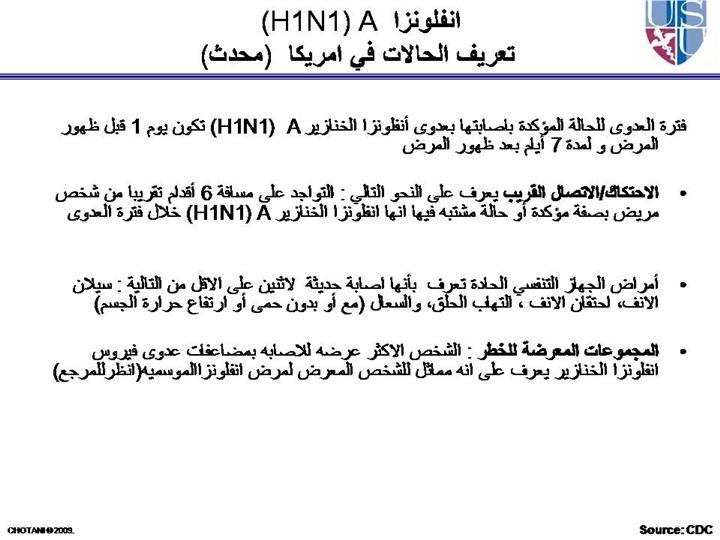 انفلونزا A (H1N1)
تعريف الحالات في امريكا (محدث)
فترة العدوى للحالة المؤكدة باصابتها بعدوى أنفلونزا الخنازير A (H1N1) تكون يوم 1 قبل ظهور
المرض و لمدة 7 أيام بعد ظهور المرض
• الاحتكاك/الاتصال القريب يعرف على النحو التالي : التواجد على مسافة 6 أقدام تقريبا من شخص
مريض بصفة مؤكدة أو حالة مشتبه فيها انها انفلونزا الخنازير A (H1N1) خلال فترة العدوى
• أمراض الجهاز التنفسي الحادة تعرف بأنها اصابة حديثة لاثنين على الاقل من التالية : سيلان
الانف، احتقان الانف ، التهاب الحلق، والسعال (مع أو بدون حمى أو ارتفاع حرارة الجسم)
• المجموعات المعرضة للخطر : الشخص الاكثر عرضه للاصابه بمضاعفات عدوى فيروس
انفلونزا الخنازير يعرف على انه مماثل للشخص المعرض لمرض انفلونزاالموسميه(انظرللمرجع)
CHOTANI© 2009.
Source: CDC